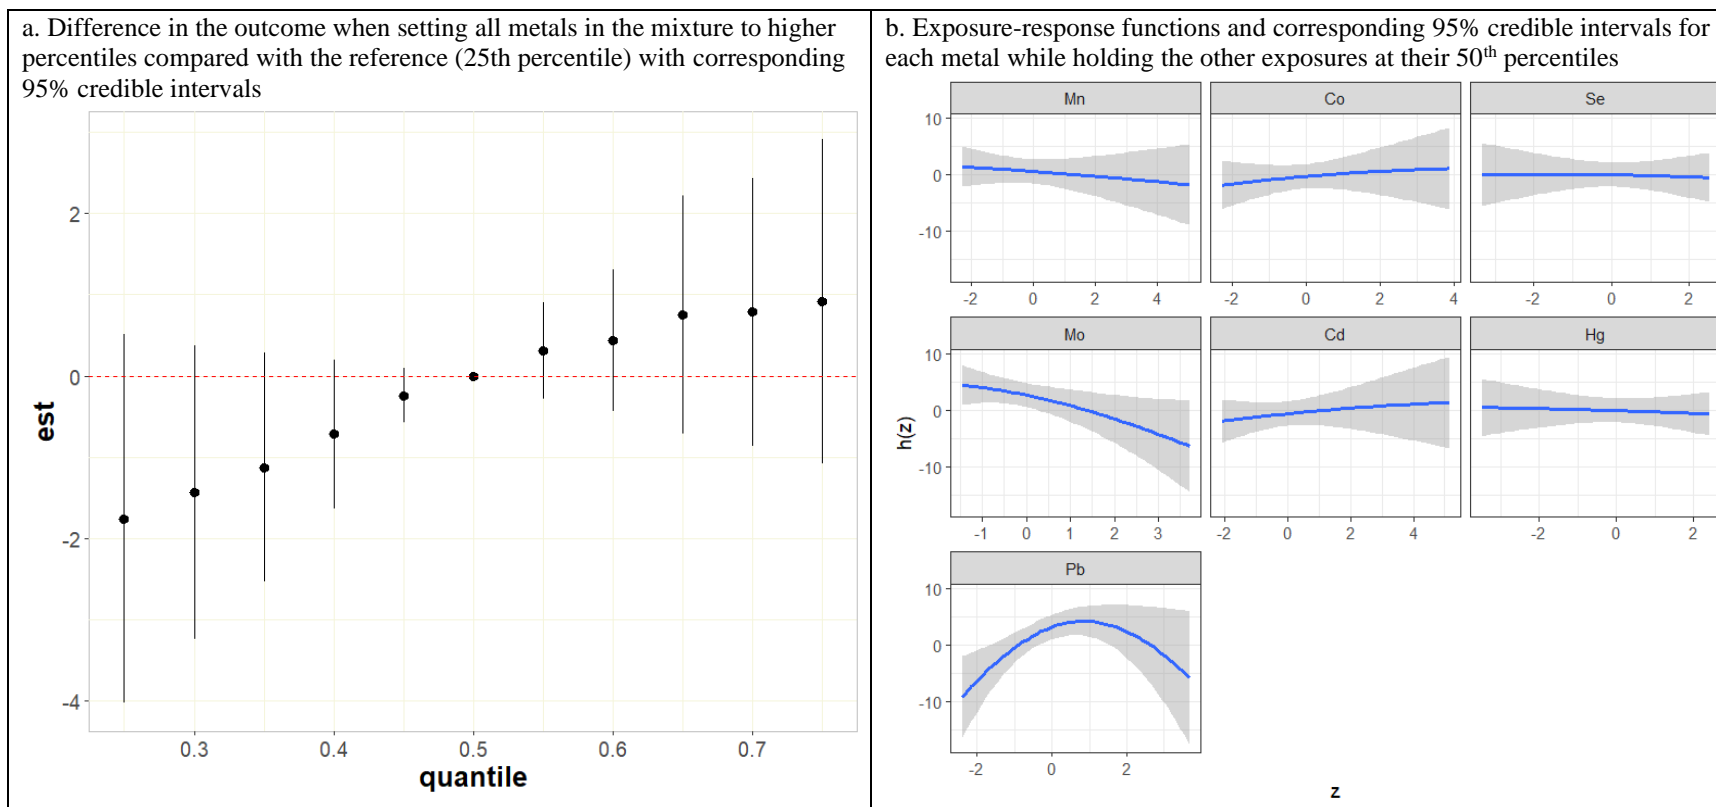 a. Difference in the outcome when setting all metals in the mixture to higher
percentiles compared with the reference (25th percentile) with corresponding
95% credible intervals
2
0
-2
-4
est
0.3 0.4 0.5 0.6 0.7
quantile
b. Exposure-response functions and corresponding 95% credible intervals for
each metal while holding the other exposures at their 50th percentiles
Mn Co Se
10
0
-10
-2 0 2 4 -2 0 2 4 -2 0 2
Mo Cd Hg
10
0
-10
h(z)
-1 0 1 2 3 -2 0 2 4 -2 0 2
Pb
10
0
-10
-2 0 2
z